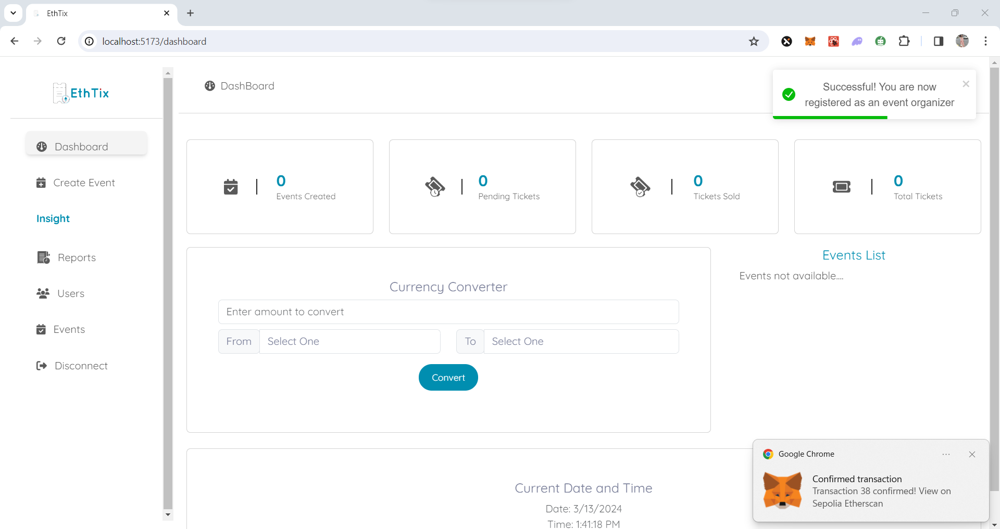 EthTix
localhost:5173/dashboard
EthTix
Dashboard
Create Event
Insight
Reports
Users
Events
Disconnect
DashBoard
Successful! You are now
registered as an event organizer
0
Events Created
0
Pending Tickets
0
Tickets Sold
0
Total Tickets
Currency Converter
Enter amount to convert
From Select One
To Select One
Convert
Events List
Events not available....
Current Date and Time
Date: 3/13/2024
Time: 1:41:18 PM
Google Chrome
Confirmed transaction
Transaction 38 confirmed! View on
Sepolia Etherscan